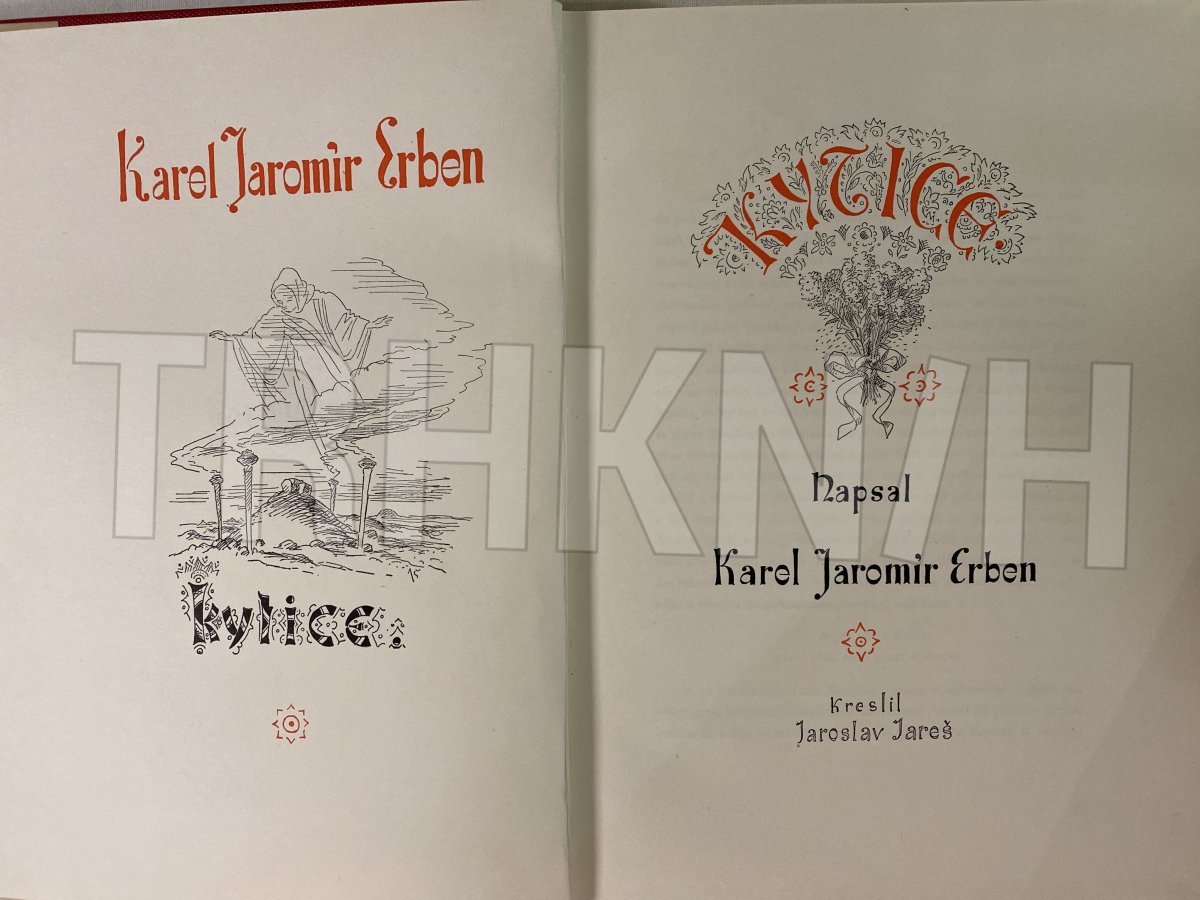 Karel Jaromír Erben
kytice.
KYTICE.
Napsal
Karel Jaromír Erben
Kreslil
Jaroslav Jareš